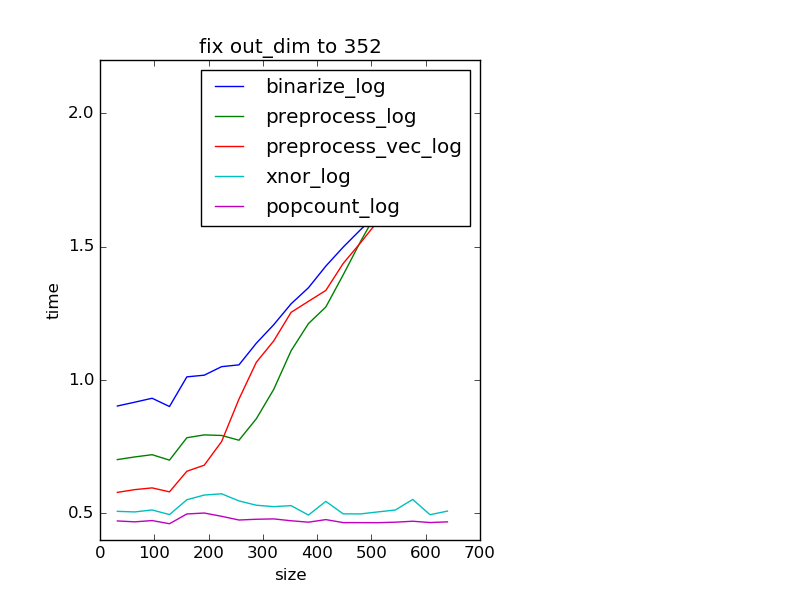 fix out_dim to 352
binarize_log
preprocess_log
preprocess_vec_log
xnor_log
popcount_log
2.0
1.5
1.0
0.5
time
0 100 200 300 400 500 600 700
size